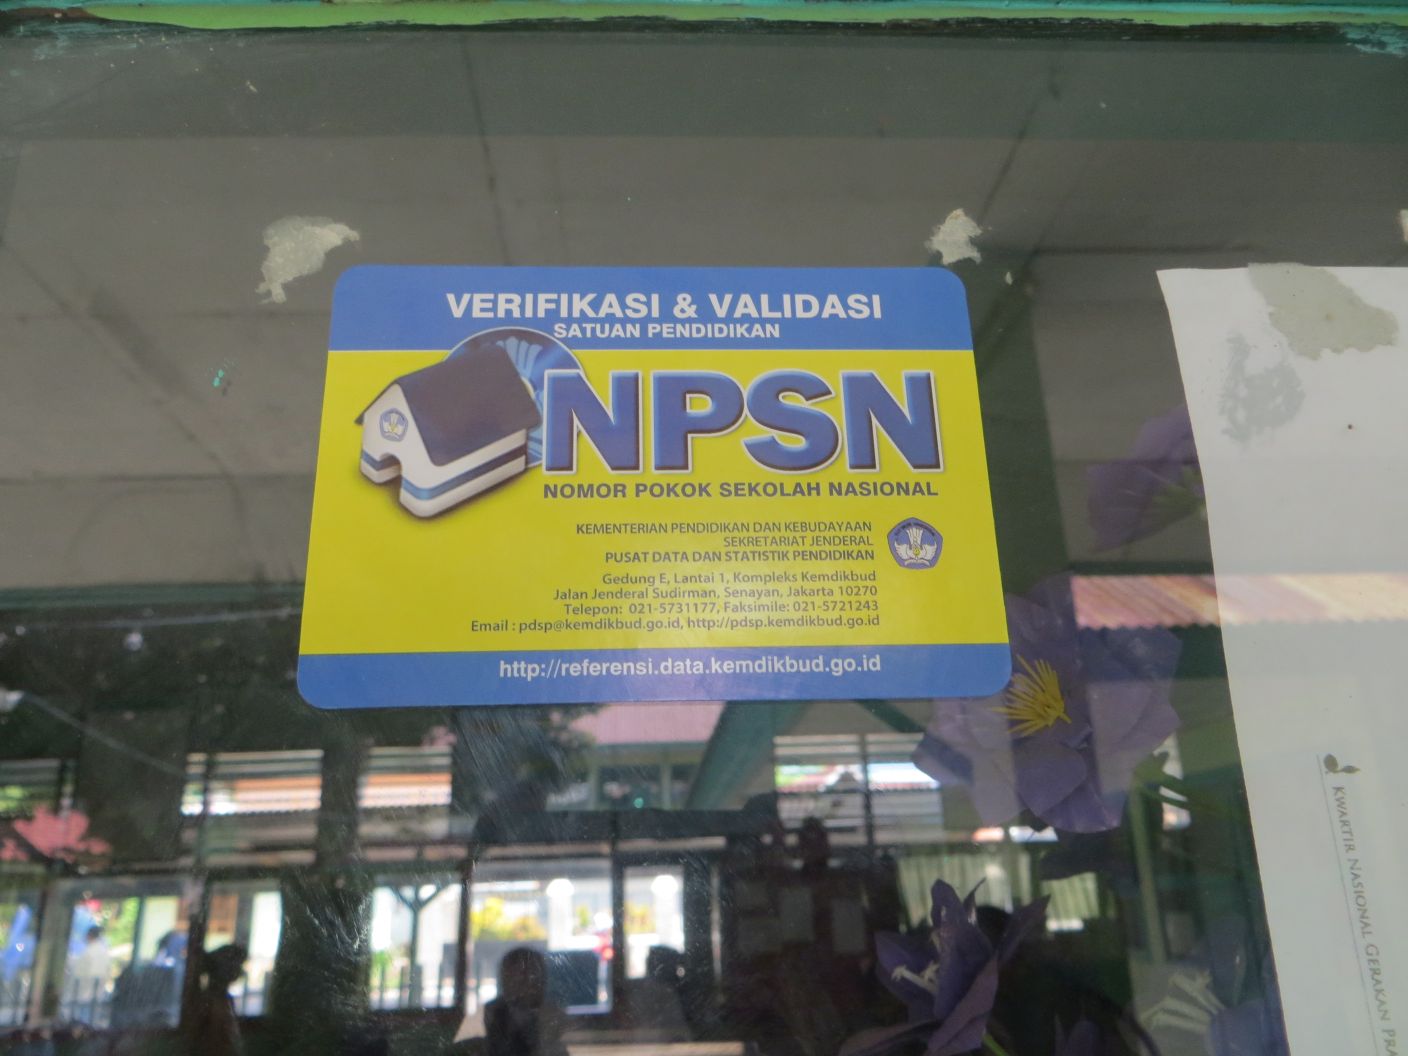 VERIFIKASI & VALIDASI
SATUAN PENDIDIKAN
NPSN
NOMOR POKOK SEKOLAH NASIONAL
KEMENTERIAN PENDIDIKAN DAN KEBUDAYAAN
SEKRETARIAT JENDERAL
PUSAT DATA DAN STATISTIK PENDIDIKAN
Gedung E, Lantai 1, Kompleks Kemdikbud
Jalan Jenderal Sudirman, Senayan, Jakarta 10270
Telepon: 021-5731177, Faksimile: 021-5721243
Email : pdsp@kemdikbud.go.id, http://pdsp.kemdikbud.go.id
http://referensi.data.kemdikbud.go.id
KWARTIR NASIONAL GERAKAN PRA